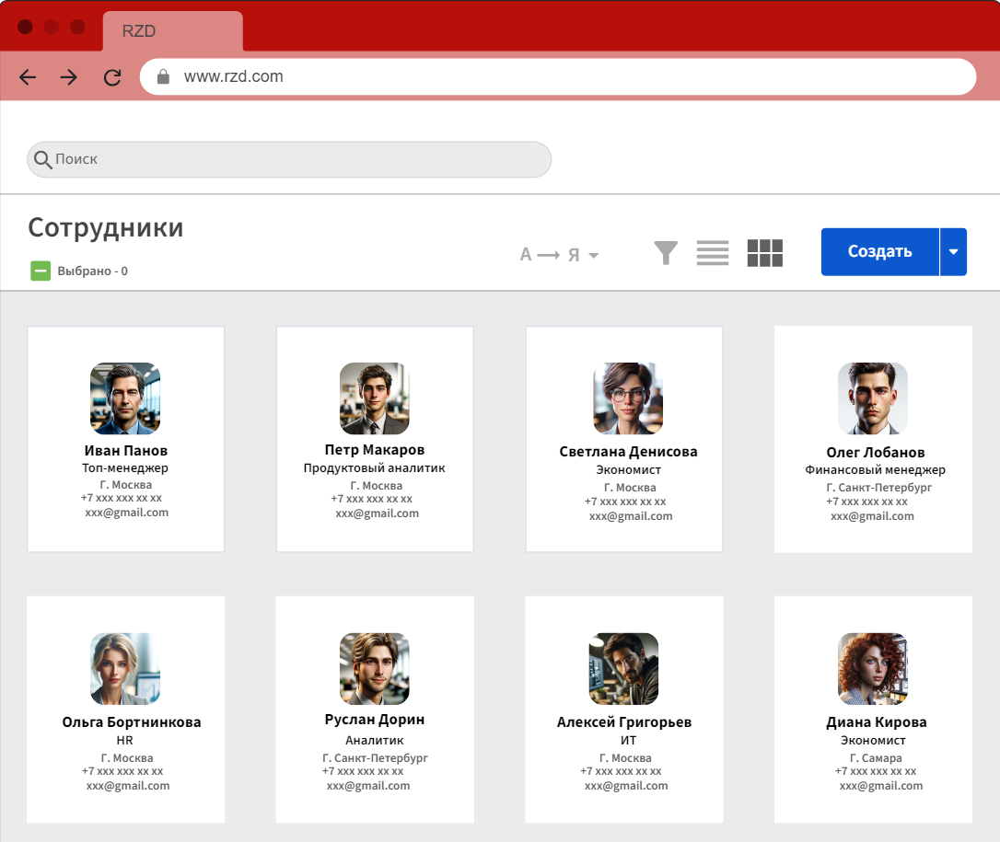 RZD
www.rzd.com
Поиск
Сотрудники
А Я
Создать
Выбрано - 0
Иван Панов
Топ-менеджер
Г. Москва
+7 xxx xxx xx xx
xxx@gmail.com
Петр Макаров
Продуктовый аналитик
Г. Москва
+7 xxx xxx xx xx
xxx@gmail.com
Светлана Денисова
Экономист
Г. Москва
+7 xxx xxx xx xx
xxx@gmail.com
Олег Лобанов
Финансовый менеджер
Г. Санкт-Петербург
+7 xxx xxx xx xx
xxx@gmail.com
Ольга Бортнинкова
HR
Г. Москва
+7 xxx xxx xx xx
xxx@gmail.com
Руслан Дорин
Аналитик
Г. Санкт-Петербург
+7 xxx xxx xx xx
xxx@gmail.com
Алексей Григорьев
ИТ
Г. Москва
+7 xxx xxx xx xx
xxx@gmail.com
Диана Кирова
Экономист
Г. Самара
+7 xxx xxx xx xx
xxx@gmail.com